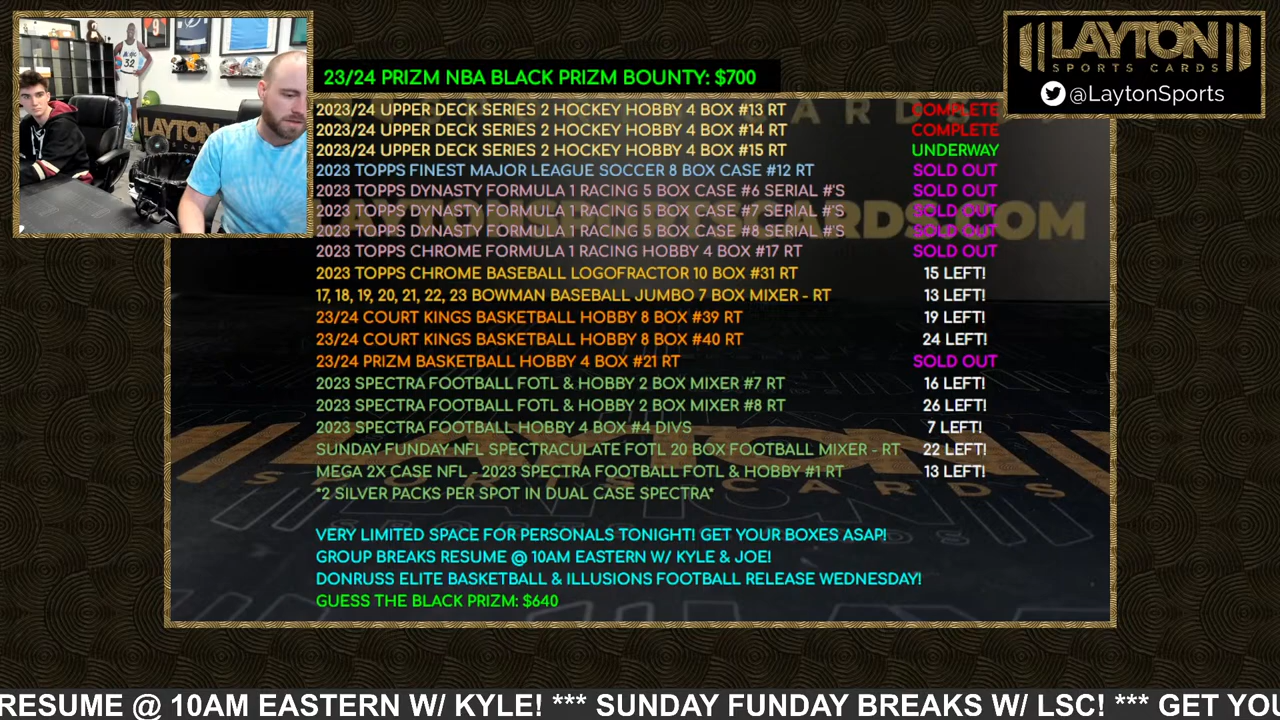 LAYTON
SPORTS CARDS
@LaytonSports
23/24 PRIZM NBA BLACK PRIZM BOUNTY: $700
2023/24 UPPER DECK SERIES 2 HOCKEY HOBBY 4 BOX #13 RT COMPLETE
2023/24 UPPER DECK SERIES 2 HOCKEY HOBBY 4 BOX #14 RT COMPLETE
2023/24 UPPER DECK SERIES 2 HOCKEY HOBBY 4 BOX #15 RT UNDERWAY
2023 TOPPS FINEST MAJOR LEAGUE SOCCER 8 BOX CASE #12 RT SOLD OUT
2023 TOPPS DYNASTY FORMULA 1 RACING 5 BOX CASE #6 SERIAL #'S SOLD OUT
2023 TOPPS DYNASTY FORMULA 1 RACING 5 BOX CASE #7 SERIAL #'S SOLD OUT
2023 TOPPS DYNASTY FORMULA 1 RACING 5 BOX CASE #8 SERIAL #'S SOLD OUT
2023 TOPPS CHROME FORMULA 1 RACING HOBBY 4 BOX #17 RT SOLD OUT
2023 TOPPS CHROME BASEBALL LOGOFRACTOR 10 BOX #31 RT 15 LEFT!
17, 18, 19, 20, 21, 22, 23 BOWMAN BASEBALL JUMBO 7 BOX MIXER - RT 13 LEFT!
23/24 COURT KINGS BASKETBALL HOBBY 8 BOX #39 RT 19 LEFT!
23/24 COURT KINGS BASKETBALL HOBBY 8 BOX #40 RT 24 LEFT!
23/24 PRIZM BASKETBALL HOBBY 4 BOX #21 RT SOLD OUT
2023 SPECTRA FOOTBALL FOTL & HOBBY 2 BOX MIXER #7 RT 16 LEFT!
2023 SPECTRA FOOTBALL FOTL & HOBBY 2 BOX MIXER #8 RT 26 LEFT!
2023 SPECTRA FOOTBALL HOBBY 4 BOX #4 DIVS 7 LEFT!
SUNDAY FUNDAY NFL SPECTRACULATE FOTL 20 BOX FOOTBALL MIXER - RT 22 LEFT!
MEGA 2X CASE NFL - 2023 SPECTRA FOOTBALL FOTL & HOBBY #1 RT 13 LEFT!
*2 SILVER PACKS PER SPOT IN DUAL CASE SPECTRA*
VERY LIMITED SPACE FOR PERSONALS TONIGHT! GET YOUR BOXES ASAP!
GROUP BREAKS RESUME @ 10AM EASTERN W/ KYLE & JOE!
DONRUSS ELITE BASKETBALL & ILLUSIONS FOOTBALL RELEASE WEDNESDAY!
GUESS THE BLACK PRIZM: $640
RESUME @ 10AM EASTERN W/ KYLE! *** SUNDAY FUNDAY BREAKS W/ LSC! *** GET YOU